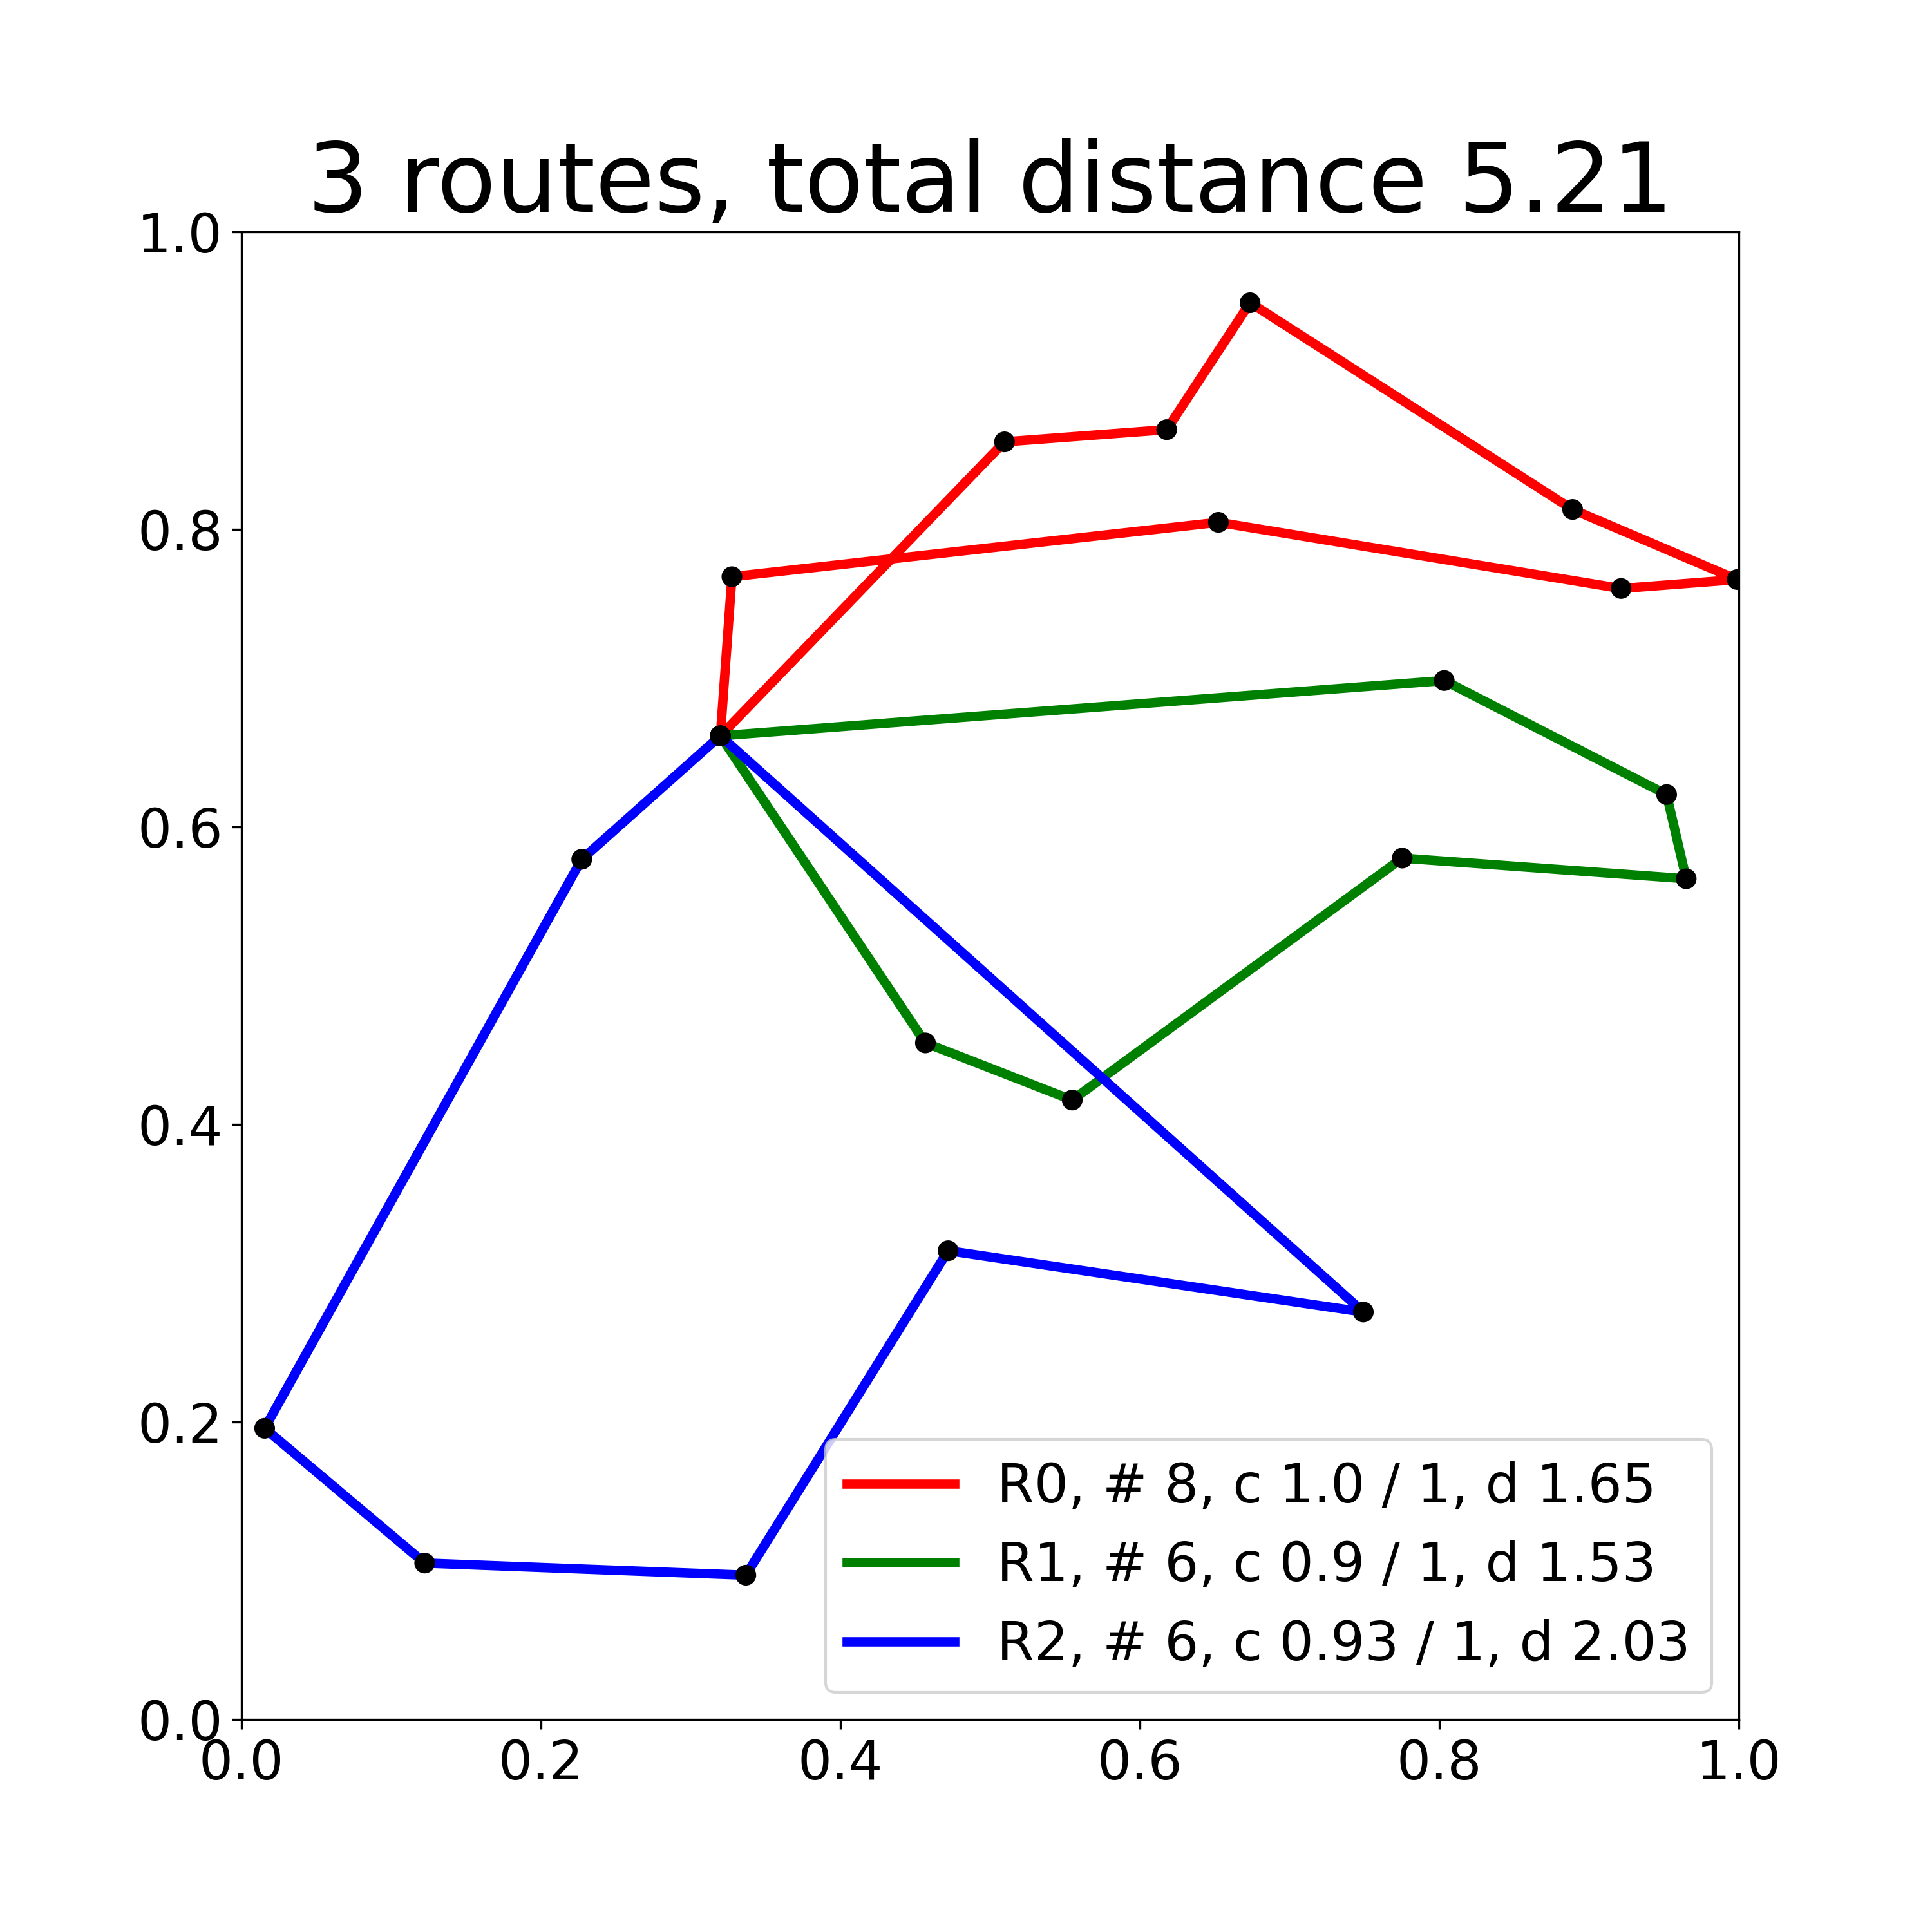 3 routes, total distance 5.21
1.0
0.8
0.6
0.4
0.2
0.0
0.0 0.2 0.4 0.6 0.8 1.0
R0, # 8, c 1.0 / 1, d 1.65
R1, # 6, c 0.9 / 1, d 1.53
R2, # 6, c 0.93 / 1, d 2.03